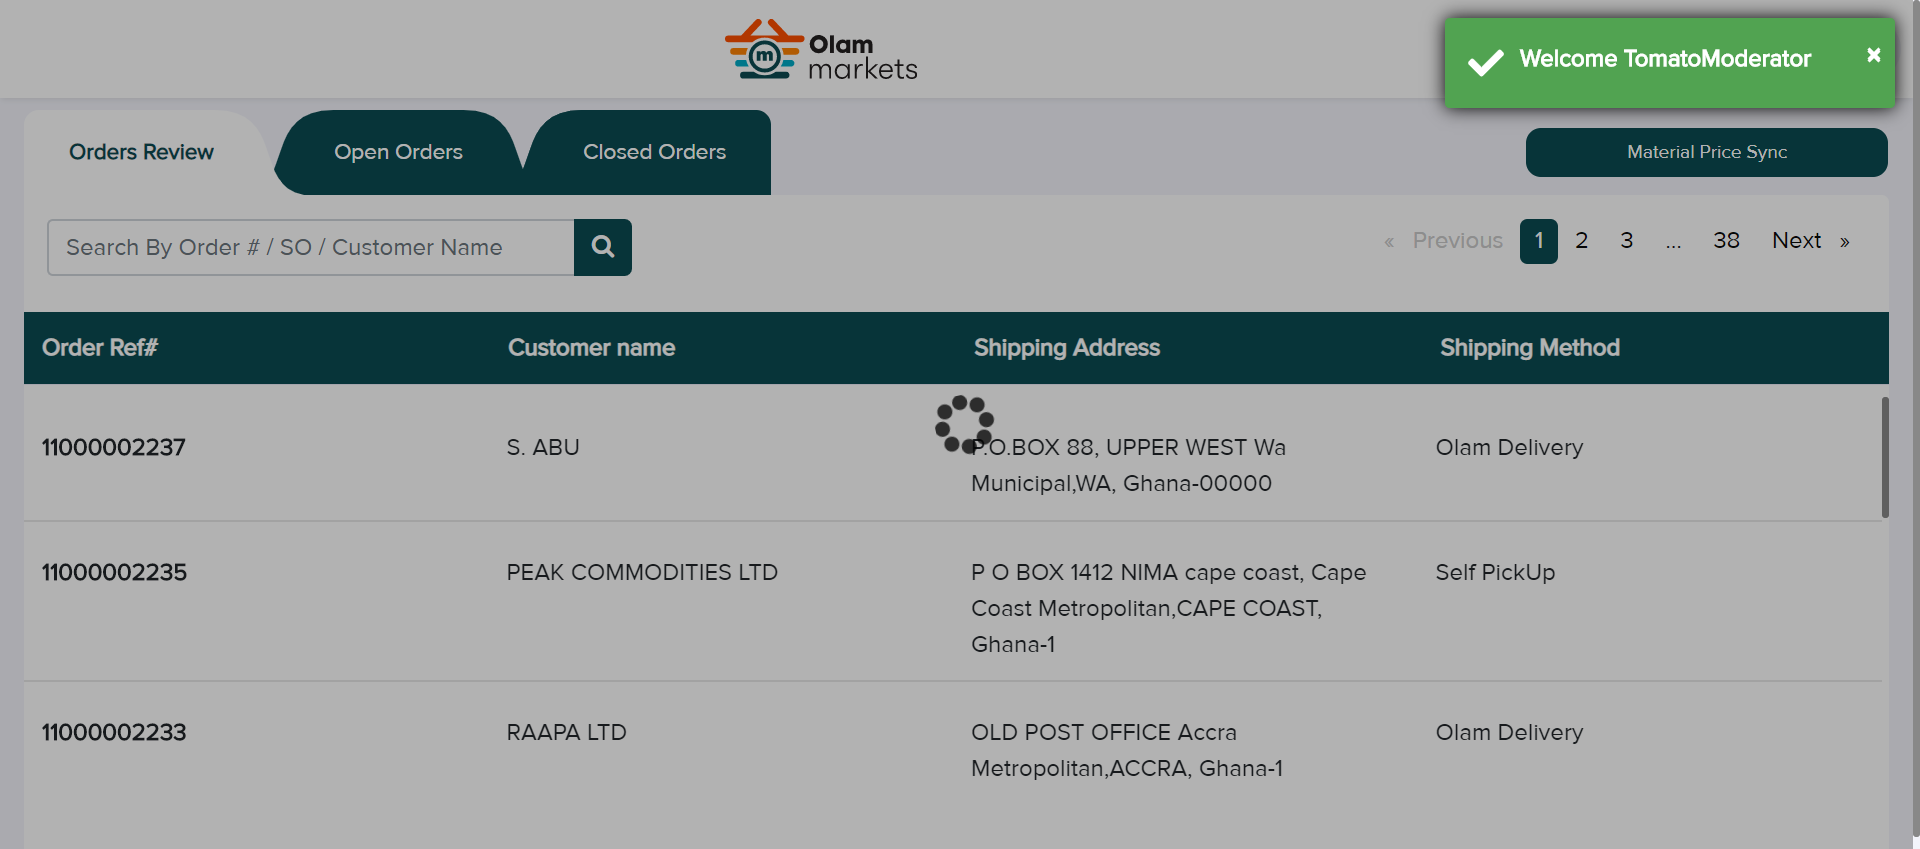 m
Olam
markets
Welcome TomatoModerator
×
Orders Review
Open Orders
Closed Orders
Material Price Sync
Search By Order # / SO / Customer Name
« Previous 1 2 3 ... 38 Next »
Order Ref# Customer name Shipping Address Shipping Method
11000002237 S. ABU P.O.BOX 88, UPPER WEST Wa Olam Delivery
Municipal,WA, Ghana-00000
11000002235 PEAK COMMODITIES LTD P O BOX 1412 NIMA cape coast, Cape Self PickUp
Coast Metropolitan,CAPE COAST,
Ghana-1
11000002233 RAAPA LTD OLD POST OFFICE Accra Olam Delivery
Metropolitan,ACCRA, Ghana-1